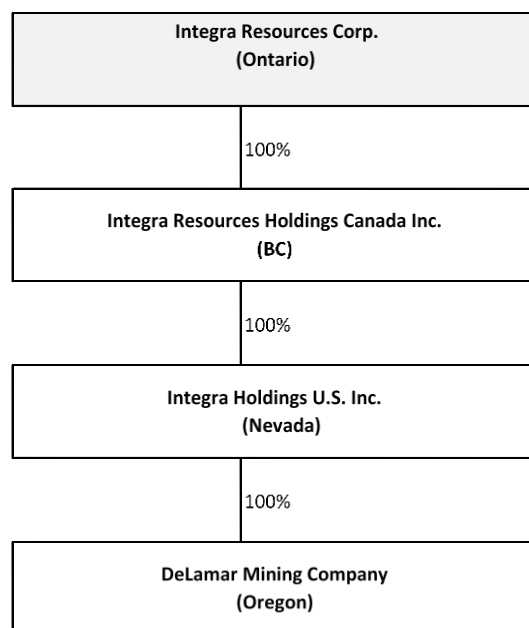 Integra Resources Corp.
(Ontario)
100%
Integra Resources Holdings Canada Inc.
(BC)
100%
Integra Holdings U.S. Inc.
(Nevada)
100%
DeLamar Mining Company
(Oregon)